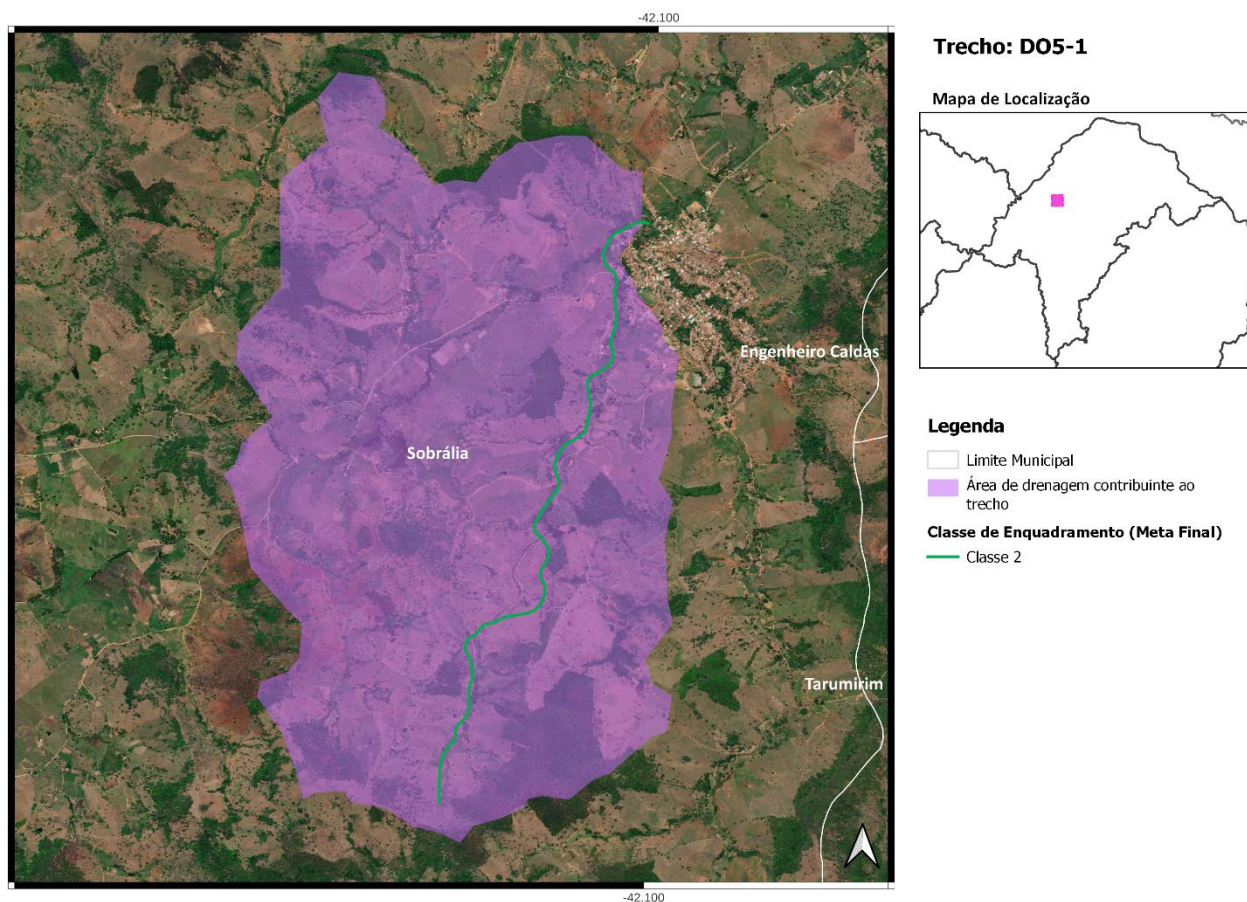 -42.100
Trecho: DO5-1
Mapa de Localização
Engenheiro Caldas
Sobrália
Tarumirim
Legenda
Limite Municipal
Área de drenagem contribuinte ao
trecho
Classe de Enquadramento (Meta Final)
Classe 2
-42.100